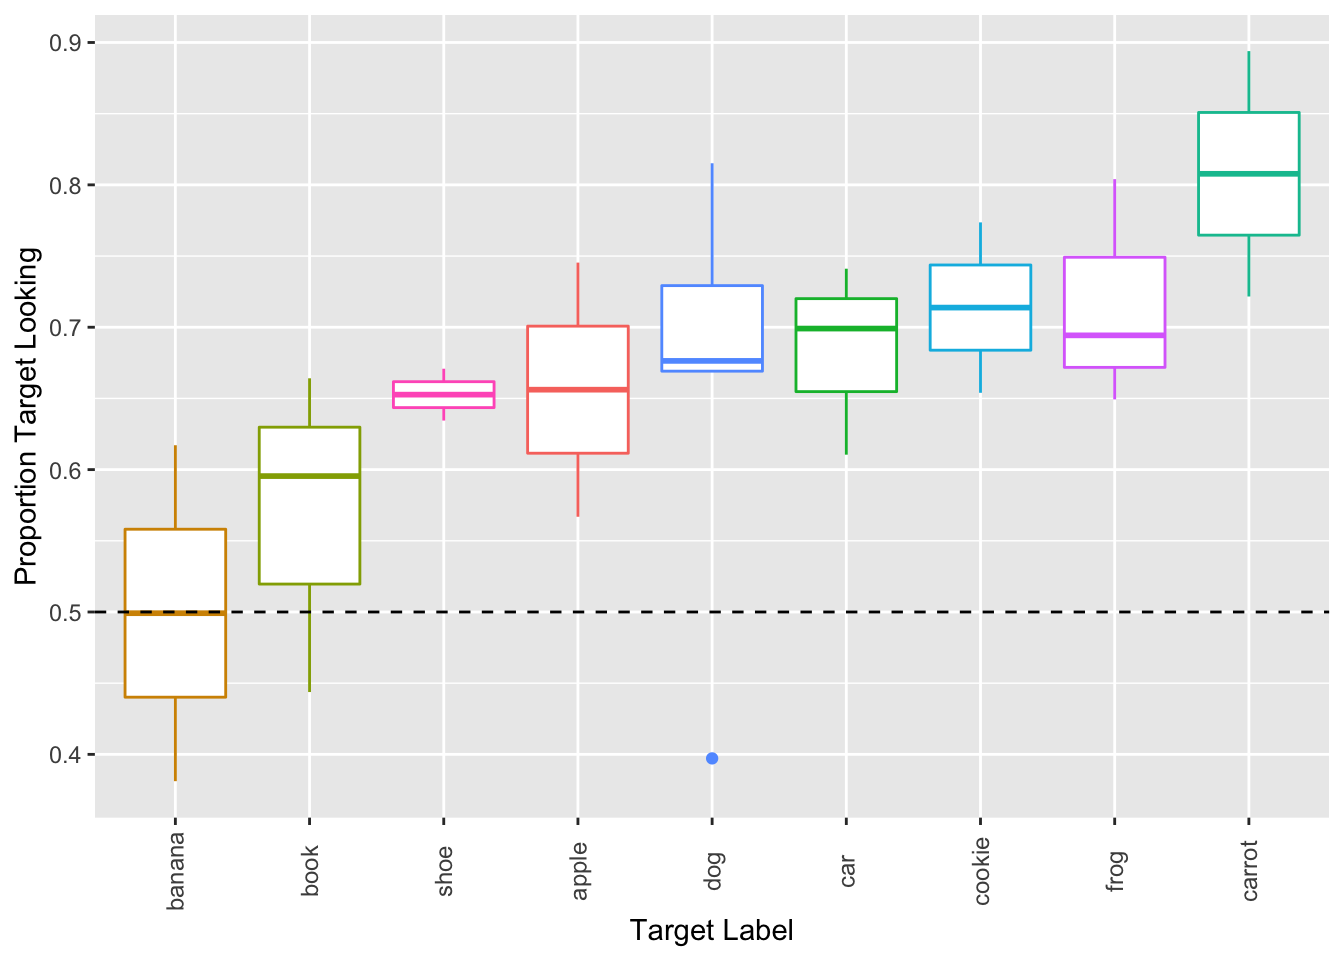 0.9
0.8
0.7
0.6
0.5
0.4
Proportion Target Looking
banana
book
shoe
apple
dog
car
cookie
frog
carrot
Target Label